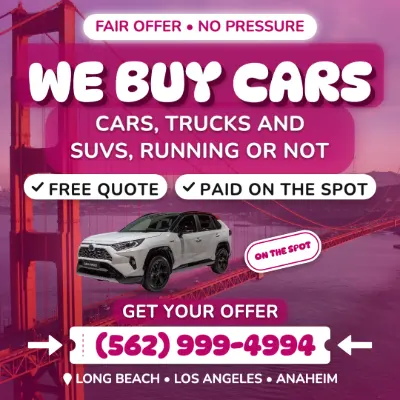 FAIR OFFER • NO PRESSURE
WE BUY CARS
CARS, TRUCKS AND
SUVS, RUNNING OR NOT
✓ FREE QUOTE ✓ PAID ON THE SPOT
ON THE SPOT
GET YOUR OFFER
(562) 999-4994
LONG BEACH • LOS ANGELES • ANAHEIM